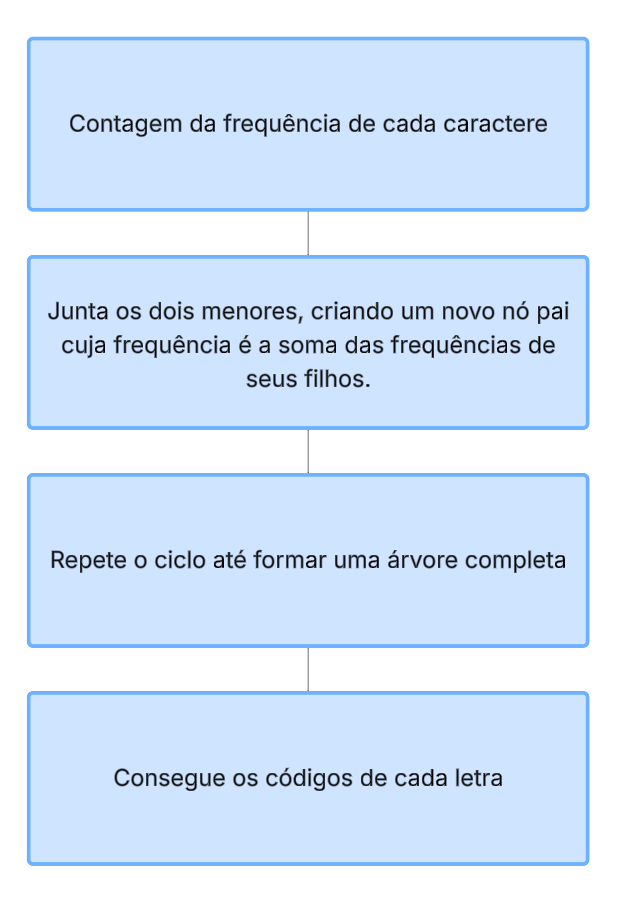 Contagem da frequência de cada caractere
Junta os dois menores, criando um novo nó pai
cuja frequência é a soma das frequências de
seus filhos.
Repete o ciclo até formar uma árvore completa
Consegue os códigos de cada letra